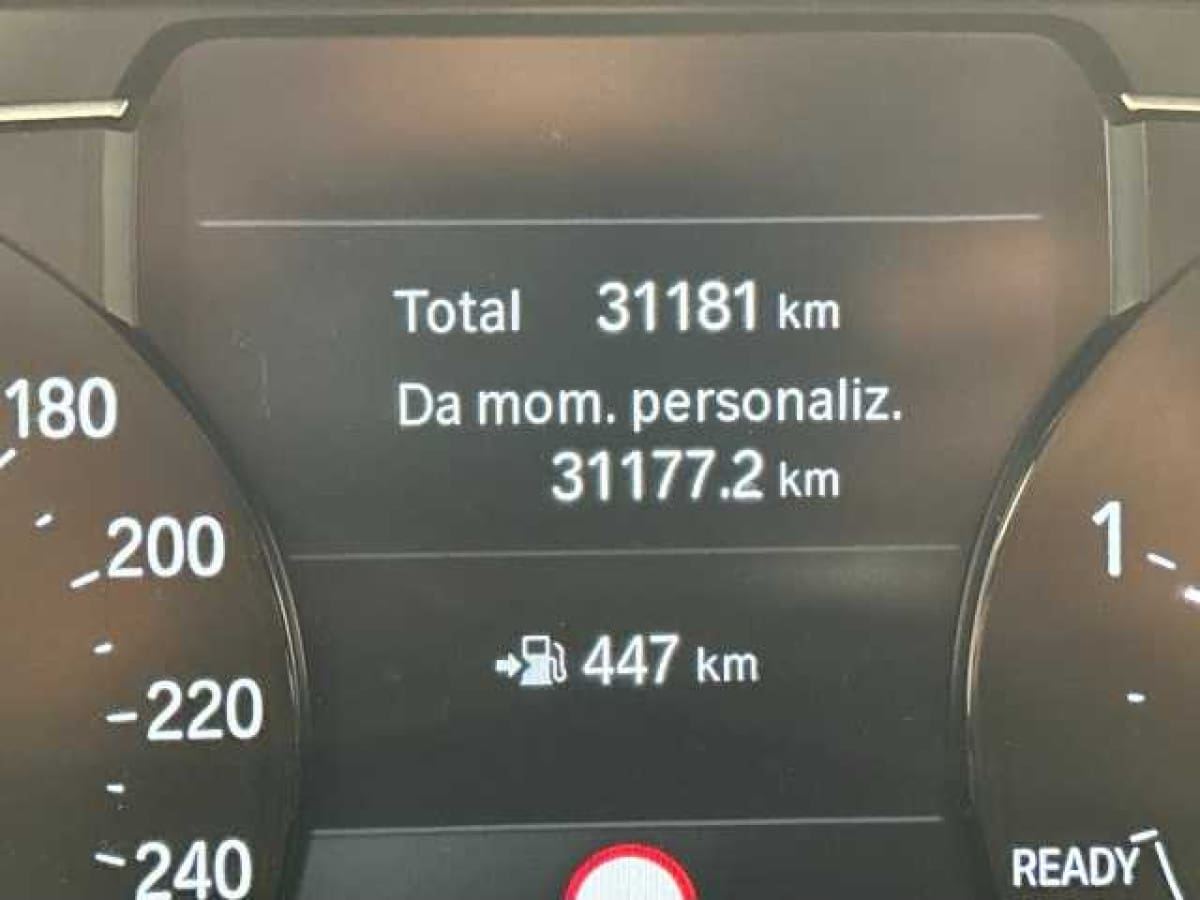 Total 31181 km
Da mom. personaliz.
31177.2 km
180
200
1
447 km
220
240
READY